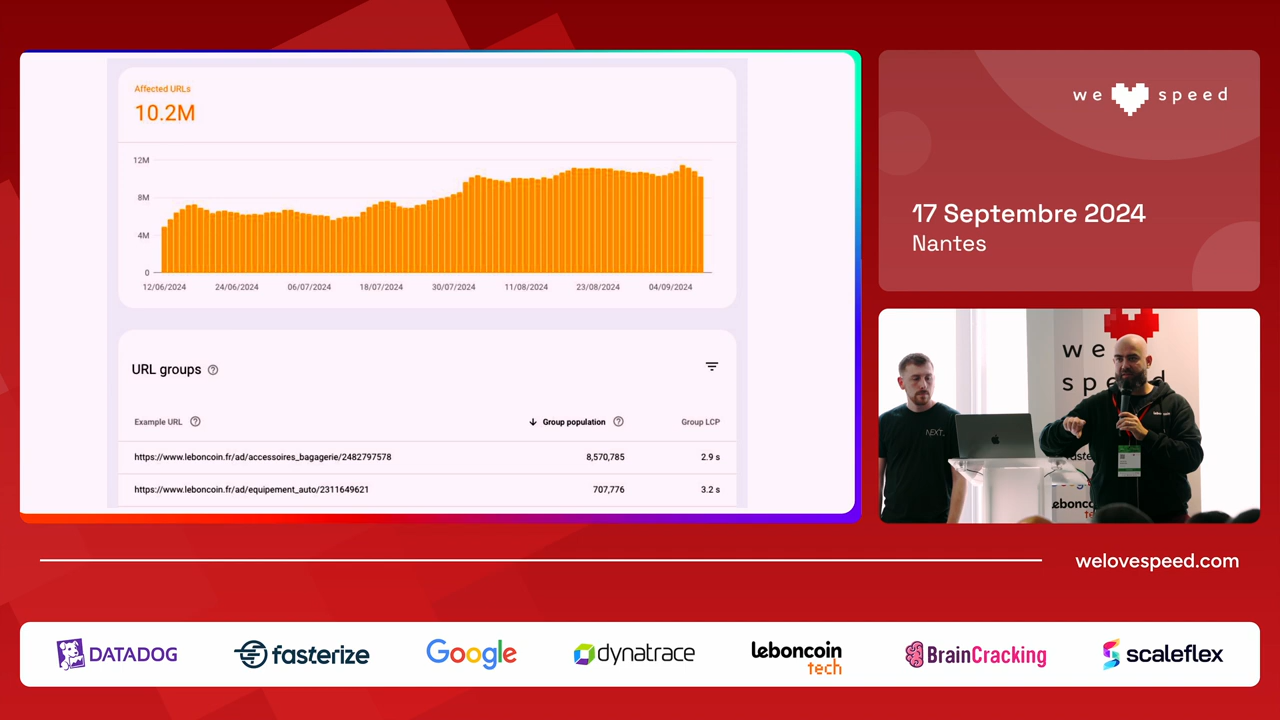 Affected URLs
10.2M
12M
8M
4M
0
12/06/2024 24/06/2024 06/07/2024 18/07/2024 30/07/2024 11/08/2024 23/08/2024 04/09/2024
URL groups
Example URL Group population Group LCP
https://www.leboncoin.fr/ad/accessoires_bagagerie/2482797578 8,570,785 2.9 s
https://www.leboncoin.fr/ad/equipement_auto/2311649621 707,776 3.2 s
we speed
17 Septembre 2024
Nantes
we
speed
NEXT
leboncoin
welovespeed.com
DATADOG fasterize Google dynatrace leboncoin tech BrainCracking scaleflex